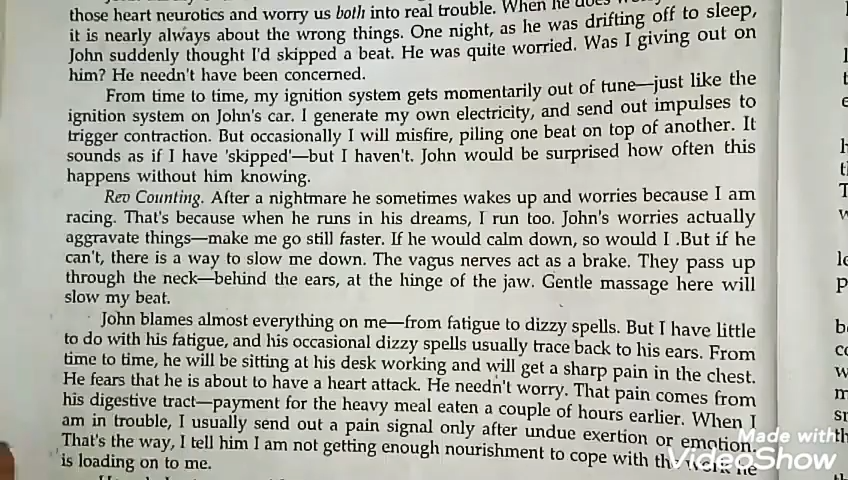 those heart neurotics and worry us both into real trouble. When he does
it is nearly always about the wrong things. One night, as he was drifting off to sleep,
John suddenly thought I'd skipped a beat. He was quite worried. Was I giving out on
him? He needn't have been concerned.
From time to time, my ignition system gets momentarily out of tune—just like the
ignition system on John's car. I generate my own electricity, and send out impulses to
trigger contraction. But occasionally I will misfire, piling one beat on top of another. It
sounds as if I have 'skipped'—but I haven't. John would be surprised how often this
happens without him knowing.
Rev Counting. After a nightmare he sometimes wakes up and worries because I am
racing. That's because when he runs in his dreams, I run too. John's worries actually
aggravate things—make me go still faster. If he would calm down, so would I .But if he
can't, there is a way to slow me down. The vagus nerves act as a brake. They pass up
through the neck—behind the ears, at the hinge of the jaw. Gentle massage here will
slow my beat.
John blames almost everything on me—from fatigue to dizzy spells. But I have little
to do with his fatigue, and his occasional dizzy spells usually trace back to his ears. From
time to time, he will be sitting at his desk working and will get a sharp pain in the chest.
He fears that he is about to have a heart attack. He needn't worry. That pain comes from
his digestive tract—payment for the heavy meal eaten a couple of hours earlier. When I
am in trouble, I usually send out a pain signal only after undue exertion or emotion.
That's the way, I tell him I am not getting enough nourishment to cope with the work he
is loading on to me.
Made with
VideoShow